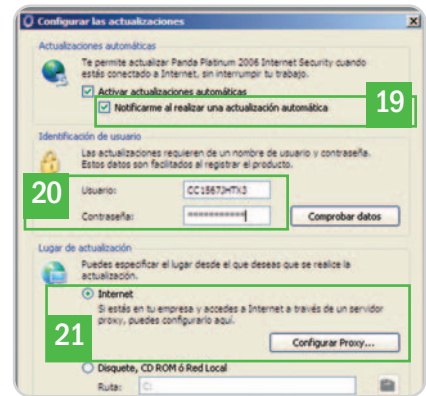 Configurar las actualizaciones
Actualizaciones automáticas
Te permite actualizar Panda Platinum 2006 Internet Security cuando
estás conectado a Internet, sin interrumpir tu trabajo.
Activar actualizaciones automáticas
Notificarme al realizar una actualización automática
19
Identificación de usuario
Las actualizaciones requieren de un nombre de usuario y contraseña.
Estos datos son facilitados al registrar el producto.
20
Usuario: CC15673HTX3
Contraseña: ************
Comprobar datos
Lugar de actualización
Puedes especificar el lugar desde el que deseas que se realice la
actualización.
Internet
Si estás en tu empresa y accedes a Internet a través de un servidor
proxy, puedes configurarlo aquí.
21
Configurar Proxy...
Disquete, CD ROM ó Red Local
Ruta: C: